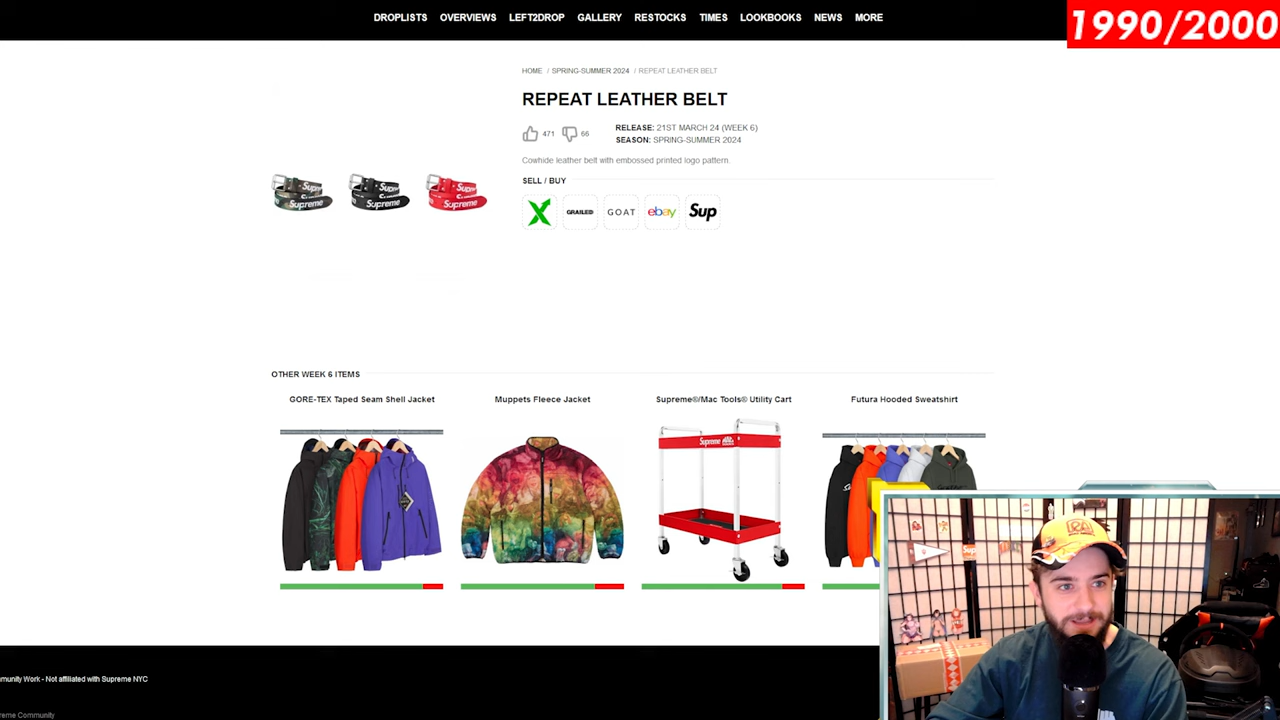 DROPLISTS OVERVIEWS LEFT2DROP GALLERY RESTOCKS TIMES LOOKBOOKS NEWS MORE
1990/2000
HOME / SPRING-SUMMER 2024 / REPEAT LEATHER BELT
REPEAT LEATHER BELT
471 66
RELEASE: 21ST MARCH 24 (WEEK 6)
SEASON: SPRING-SUMMER 2024
Cowhide leather belt with embossed printed logo pattern.
SELL / BUY
X GRAILED GOAT ebay Sup
Supreme Supreme Supreme
OTHER WEEK 6 ITEMS
GORE-TEX Taped Seam Shell Jacket
Muppets Fleece Jacket
Supreme®/Mac Tools® Utility Cart
Futura Hooded Sweatshirt
Supreme
mmunity Work - Not affiliated with Supreme NYC
reme Community